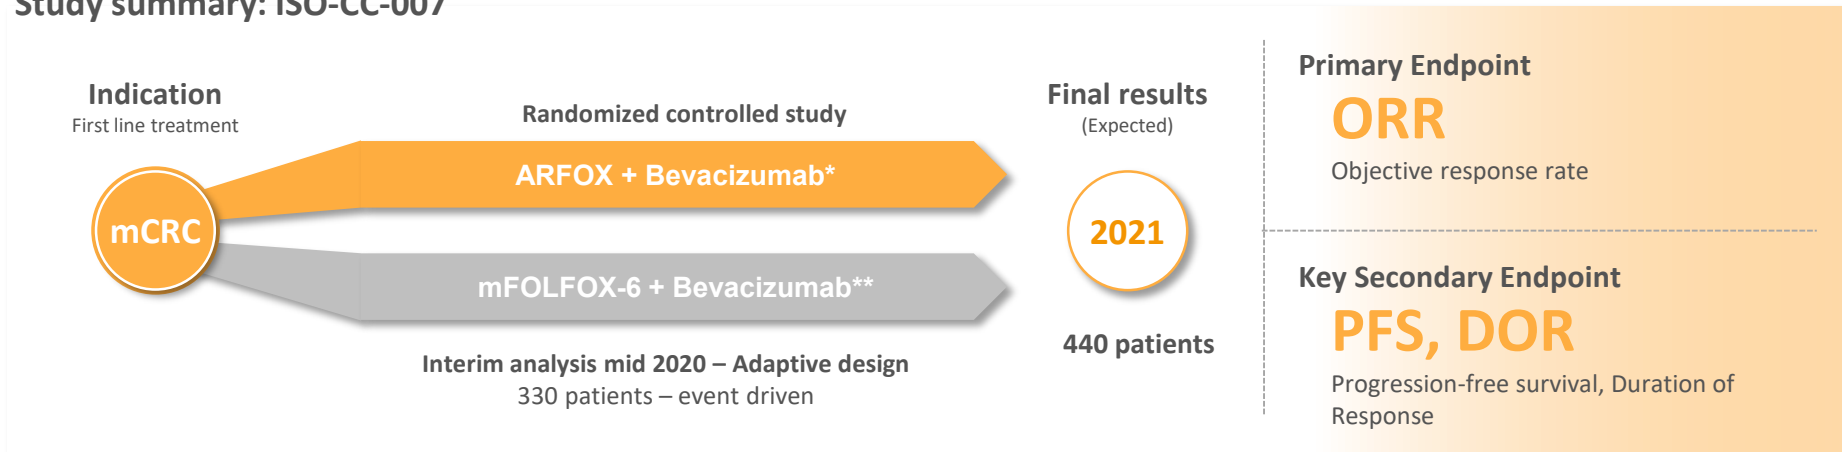 Study summary: ISO-CC-007
Indication
First line treatment
mCRC
Randomized controlled study
ARFOX + Bevacizumab*
mFOLFOX-6 + Bevacizumab**
Interim analysis mid 2020 – Adaptive design
330 patients – event driven
Final results
(Expected)
2021
440 patients
Primary Endpoint
ORR
Objective response rate
Key Secondary Endpoint
PFS, DOR
Progression-free survival, Duration of
Response